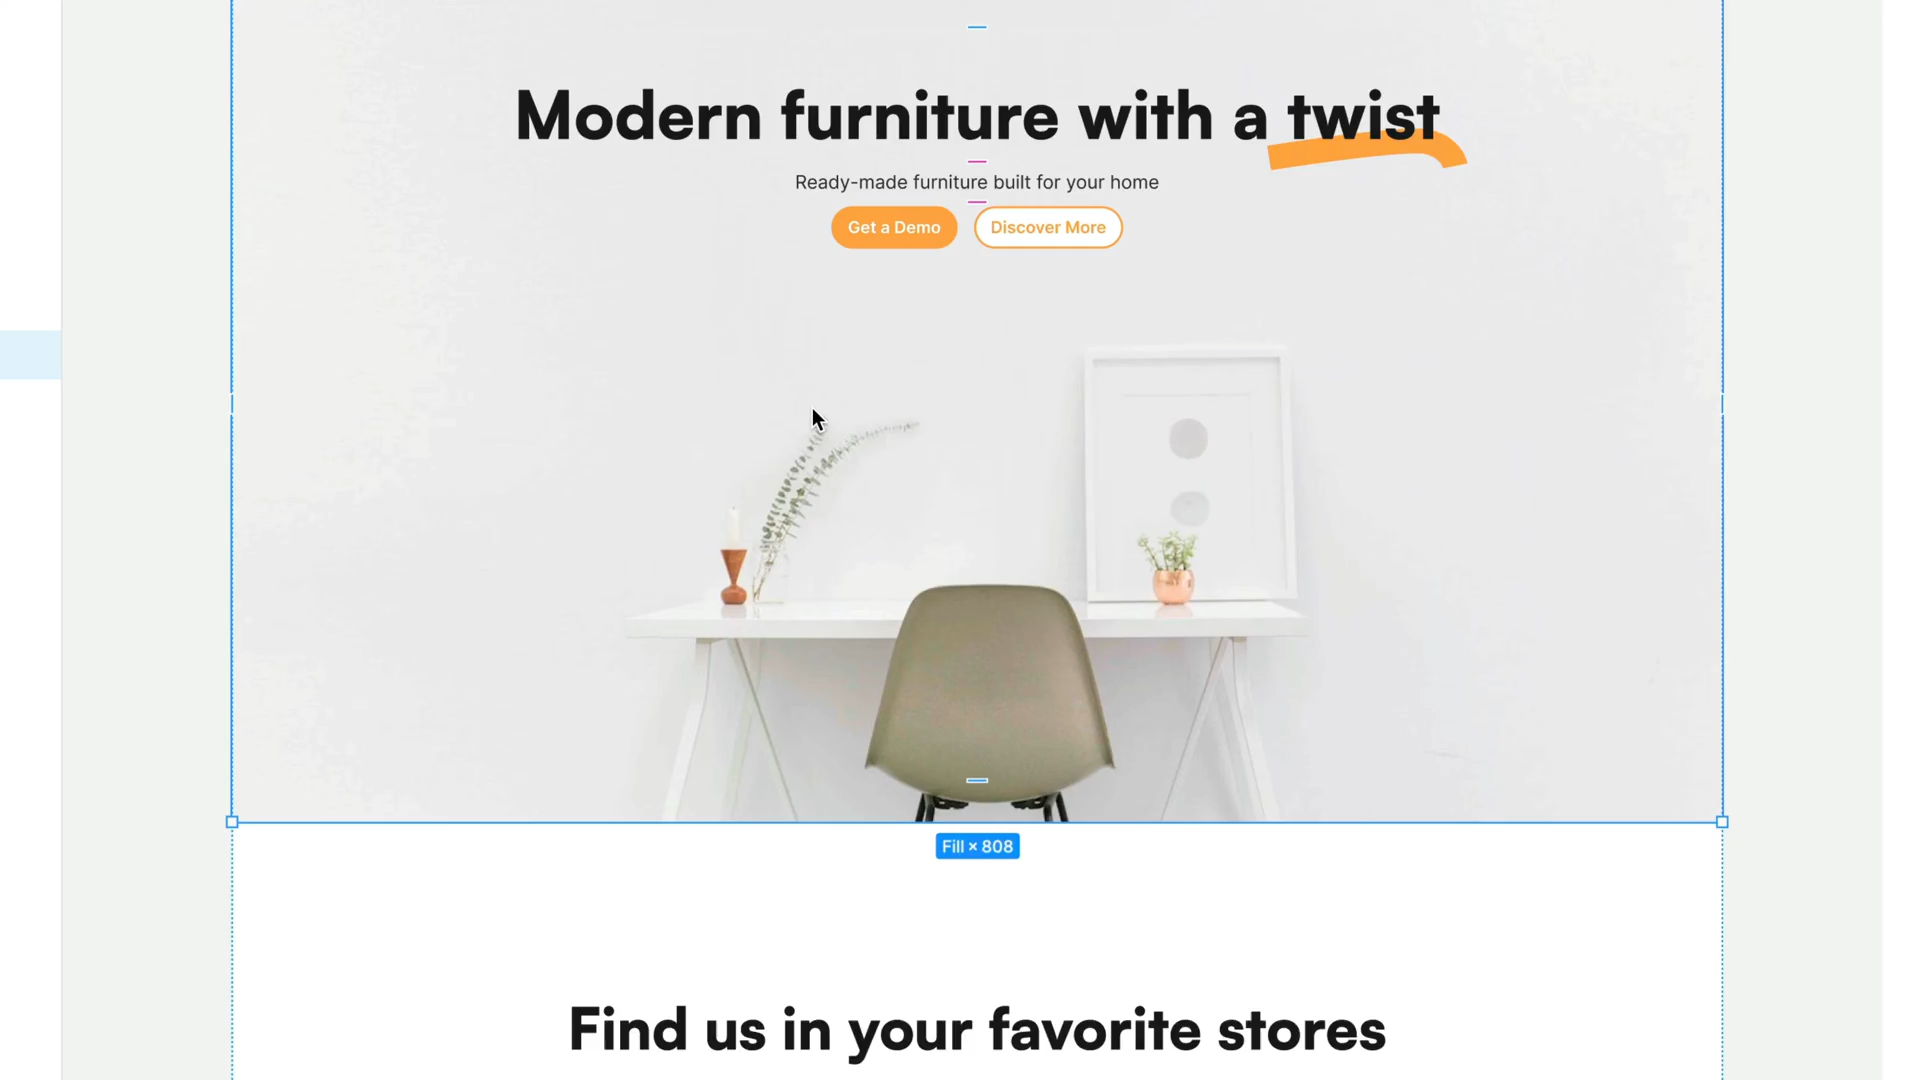 Modern furniture with a twist
Ready-made furniture built for your home
Get a Demo
Discover More
Fill × 808
Find us in your favorite stores